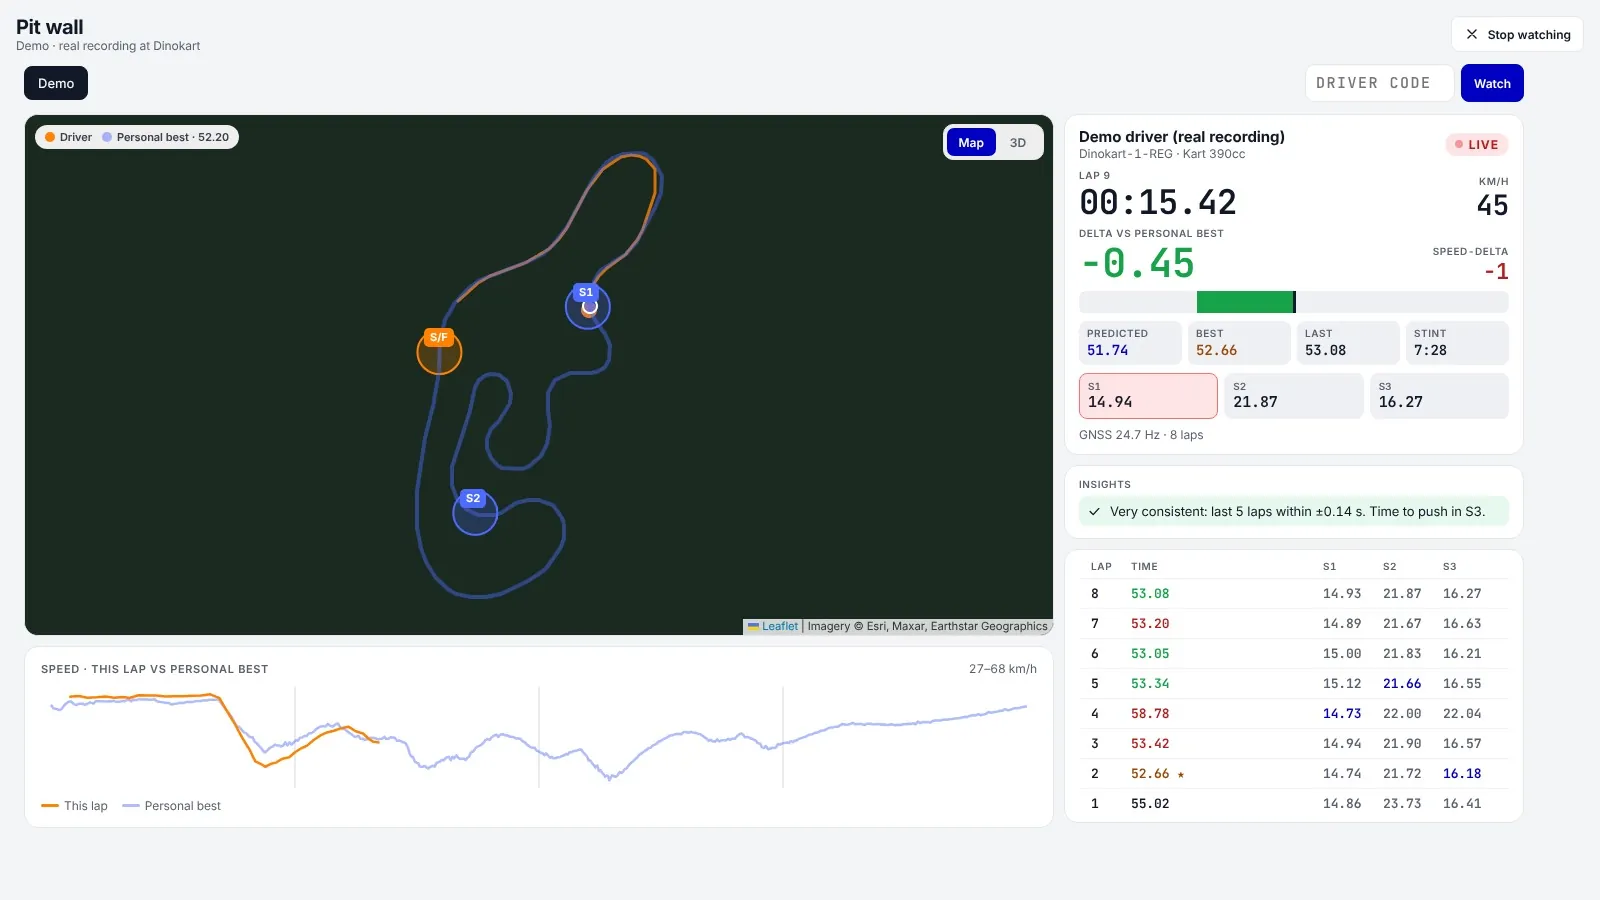 Pit wall
Demo · real recording at Dinokart
Stop watching
Demo
DRIVER CODE
Watch
Driver
Personal best · 52.20
Map
3D
S1
S/F
S2
Leaflet | Imagery © Esri, Maxar, Earthstar Geographics
SPEED · THIS LAP VS PERSONAL BEST
27–68 km/h
This lap
Personal best
Demo driver (real recording)
Dinokart-1-REG · Kart 390cc
LIVE
LAP 9
00:15.42
KM/H
45
DELTA VS PERSONAL BEST
-0.45
SPEED-DELTA
-1
PREDICTED
51.74
BEST
52.66
LAST
53.08
STINT
7:28
S1
14.94
S2
21.87
S3
16.27
GNSS 24.7 Hz · 8 laps
INSIGHTS
Very consistent: last 5 laps within ±0.14 s. Time to push in S3.
LAP TIME S1 S2 S3
8 53.08 14.93 21.87 16.27
7 53.20 14.89 21.67 16.63
6 53.05 15.00 21.83 16.21
5 53.34 15.12 21.66 16.55
4 58.78 14.73 22.00 22.04
3 53.42 14.94 21.90 16.57
2 52.66 ★ 14.74 21.72 16.18
1 55.02 14.86 23.73 16.41